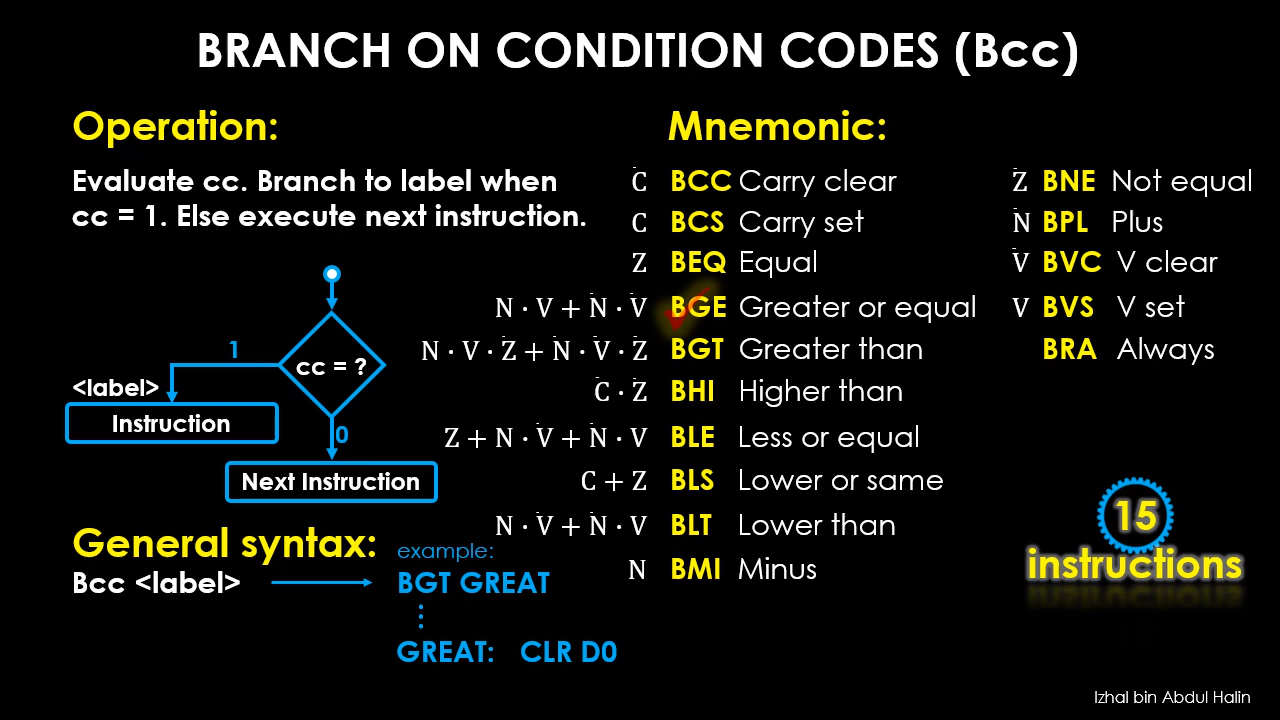 BRANCH ON CONDITION CODES (Bcc)
Operation:
Evaluate cc. Branch to label when
cc = 1. Else execute next instruction.
1
cc = ?
<label>
Instruction
0
Next Instruction
General syntax:
Bcc <label>
example:
BGT GREAT
⋮
GREAT: CLR D0
Mnemonic:
C̄ BCC Carry clear
C BCS Carry set
Z BEQ Equal
N · V + N̄ · V̄ BGE Greater or equal
N · V · Z̄ + N̄ · V̄ · Z̄ BGT Greater than
C̄ · Z̄ BHI Higher than
Z + N · V̄ + N̄ · V BLE Less or equal
C + Z BLS Lower or same
N · V̄ + N̄ · V BLT Lower than
N BMI Minus
Z̄ BNE Not equal
N̄ BPL Plus
V̄ BVC V clear
V BVS V set
BRA Always
15
instructions
Izhal bin Abdul Halin